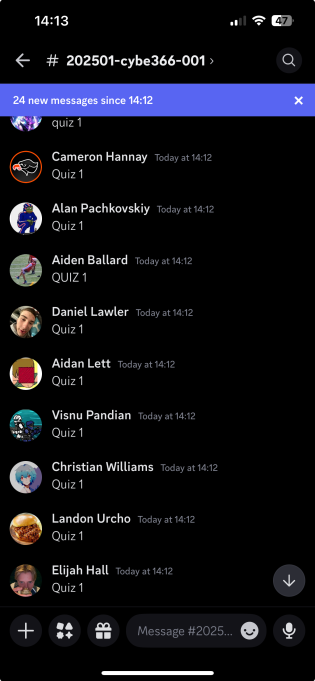 14:13
47
# 202501-cybe366-001 ›
24 new messages since 14:12
quiz 1
Cameron Hannay Today at 14:12
Quiz 1
Alan Pachkovskiy Today at 14:12
Quiz 1
Aiden Ballard Today at 14:12
QUIZ 1
Daniel Lawler Today at 14:12
Quiz 1
Aidan Lett Today at 14:12
Quiz 1
Visnu Pandian Today at 14:12
Quiz 1
Christian Williams Today at 14:12
Quiz 1
Landon Urcho Today at 14:12
Quiz 1
Elijah Hall Today at 14:12
Quiz 1
Message #2025...